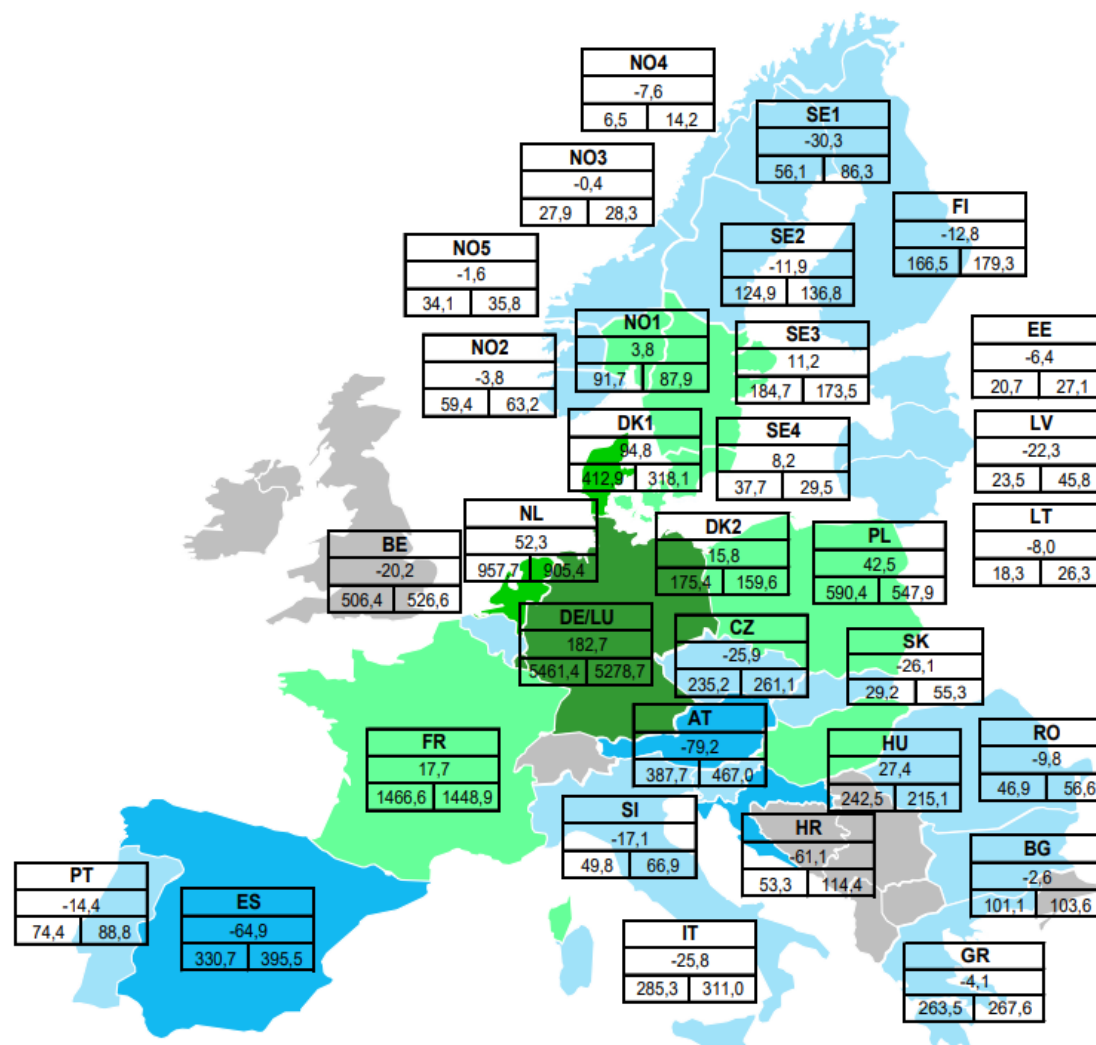 NO4
-7,6
6,5 14,2
SE1
-30,3
56,1 86,3
NO3
-0,4
27,9 28,3
FI
-12,8
166,5 179,3
NO5
-1,6
34,1 35,8
SE2
-11,9
124,9 136,8
NO1
3,8
91,7 87,9
SE3
11,2
184,7 173,5
EE
-6,4
20,7 27,1
NO2
-3,8
59,4 63,2
DK1
94,8
412,9 318,1
SE4
8,2
37,7 29,5
LV
-22,3
23,5 45,8
NL
52,3
957,7 905,4
DK2
15,8
175,4 159,6
PL
42,5
590,4 547,9
LT
-8,0
18,3 26,3
BE
-20,2
506,4 526,6
DE/LU
182,7
5461,4 5278,7
CZ
-25,9
235,2 261,1
SK
-26,1
29,2 55,3
FR
17,7
1466,6 1448,9
AT
-79,2
387,7 467,0
HU
27,4
242,5 215,1
RO
-9,8
46,9 56,6
SI
-17,1
49,8 66,9
HR
-61,1
53,3 114,4
BG
-2,6
101,1 103,6
PT
-14,4
74,4 88,8
ES
-64,9
330,7 395,5
IT
-25,8
285,3 311,0
GR
-4,1
263,5 267,6